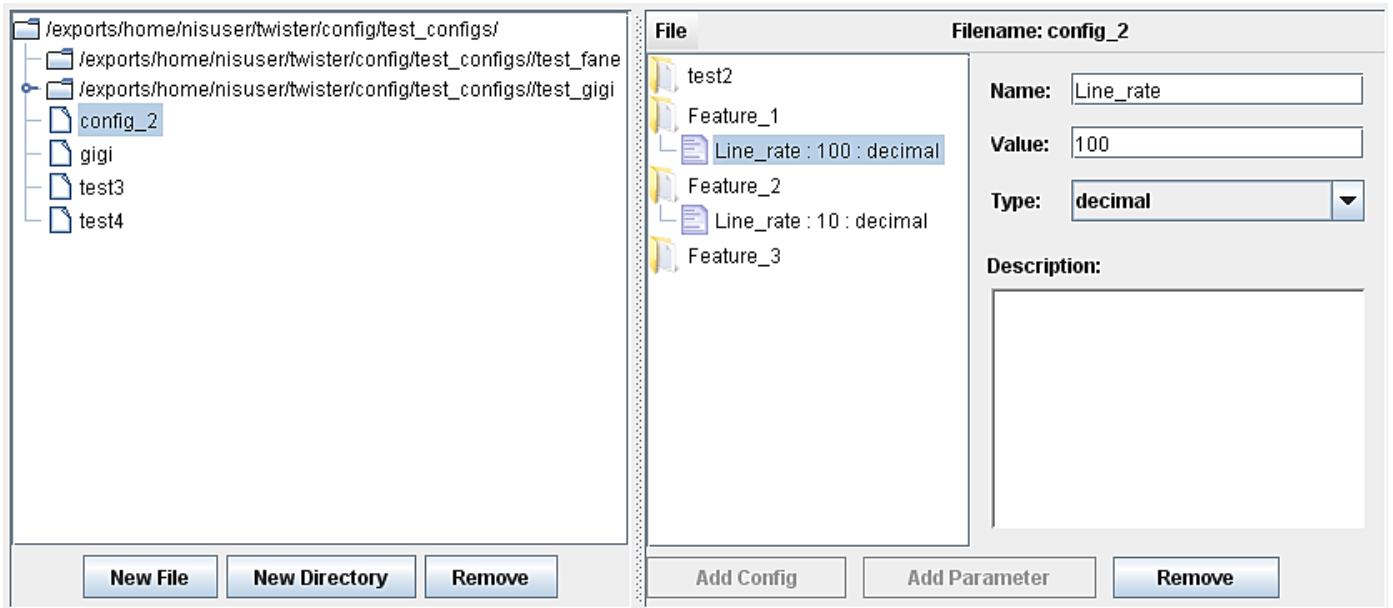 /exports/home/nisuser/twister/config/test_configs/
/exports/home/nisuser/twister/config/test_configs//test_fane
/exports/home/nisuser/twister/config/test_configs//test_gigi
config_2
gigi
test3
test4
New File
New Directory
Remove
File
Filename: config_2
test2
Feature_1
Line_rate : 100 : decimal
Feature_2
Line_rate : 10 : decimal
Feature_3
Name: Line_rate
Value: 100
Type: decimal
Description:
Add Config
Add Parameter
Remove